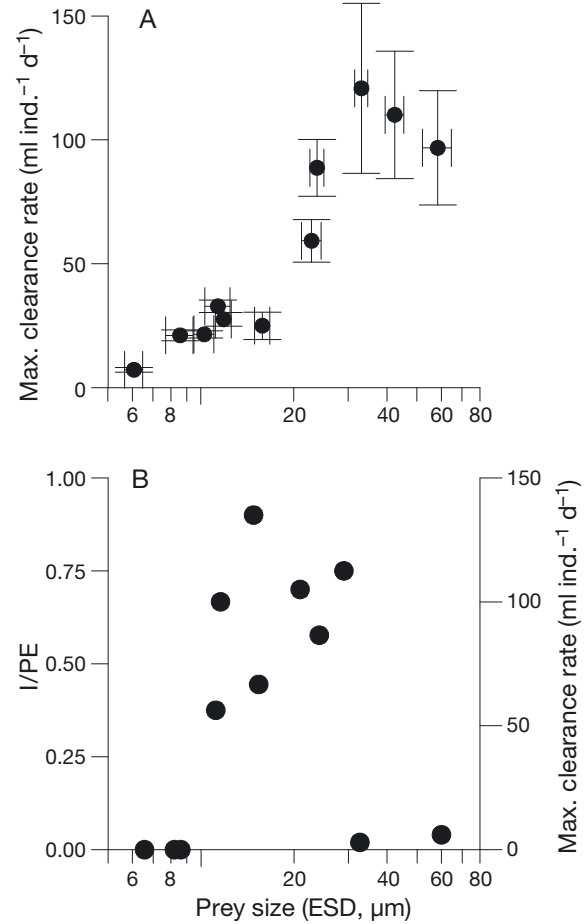 A
Max. clearance rate (ml ind.⁻¹ d⁻¹)
150
100
50
0
6 8 20 40 60 80
B
I/PE
1.00
0.75
0.50
0.25
0.00
150
100
50
0
Max. clearance rate (ml ind.⁻¹ d⁻¹)
6 8 20 40 60 80
Prey size (ESD, μm)